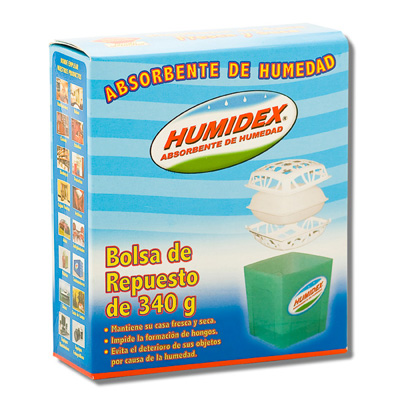 ABSORBENTE DE HUMEDAD
HUMIDEX
ABSORBENTE DE HUMEDAD
Bolsa de
Repuesto
de 340 g
• Mantiene su casa fresca y seca.
• Impide la formación de hongos.
• Evita el deterioro de sus objetos
por causa de la humedad.
HUMIDEX